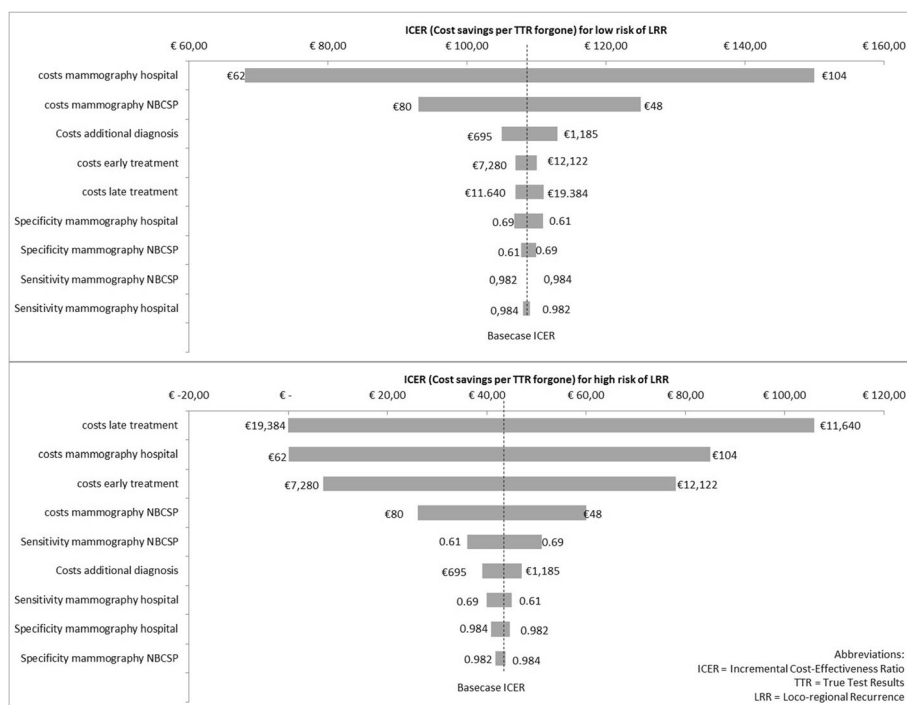 ICER (Cost savings per TTR forgone) for low risk of LRR
€ 60,00 € 80,00 € 100,00 € 120,00 € 140,00 € 160,00
costs mammography hospital €62 €104
costs mammography NBCSP €80 €48
Costs additional diagnosis €695 €1,185
costs early treatment €7,280 €12,122
costs late treatment €11.640 €19.384
Specificity mammography hospital 0.69 0.61
Specificity mammography NBCSP 0.61 0.69
Sensitivity mammography NBCSP 0,982 0,984
Sensitivity mammography hospital 0,984 0.982
Basecase ICER
ICER (Cost savings per TTR forgone) for high risk of LRR
€ -20,00 € - € 20,00 € 40,00 € 60,00 € 80,00 € 100,00 € 120,00
costs late treatment €19,384 €11,640
costs mammography hospital €62 €104
costs early treatment €7,280 €12,122
costs mammography NBCSP €80 €48
Sensitivity mammography NBCSP 0.61 0.69
Costs additional diagnosis €695 €1,185
Sensitivity mammography hospital 0.69 0.61
Specificity mammography hospital 0.984 0.982
Specificity mammography NBCSP 0.982 0.984
Basecase ICER
Abbreviations:
ICER = Incremental Cost-Effectiveness Ratio
TTR = True Test Results
LRR = Loco-regional Recurrence